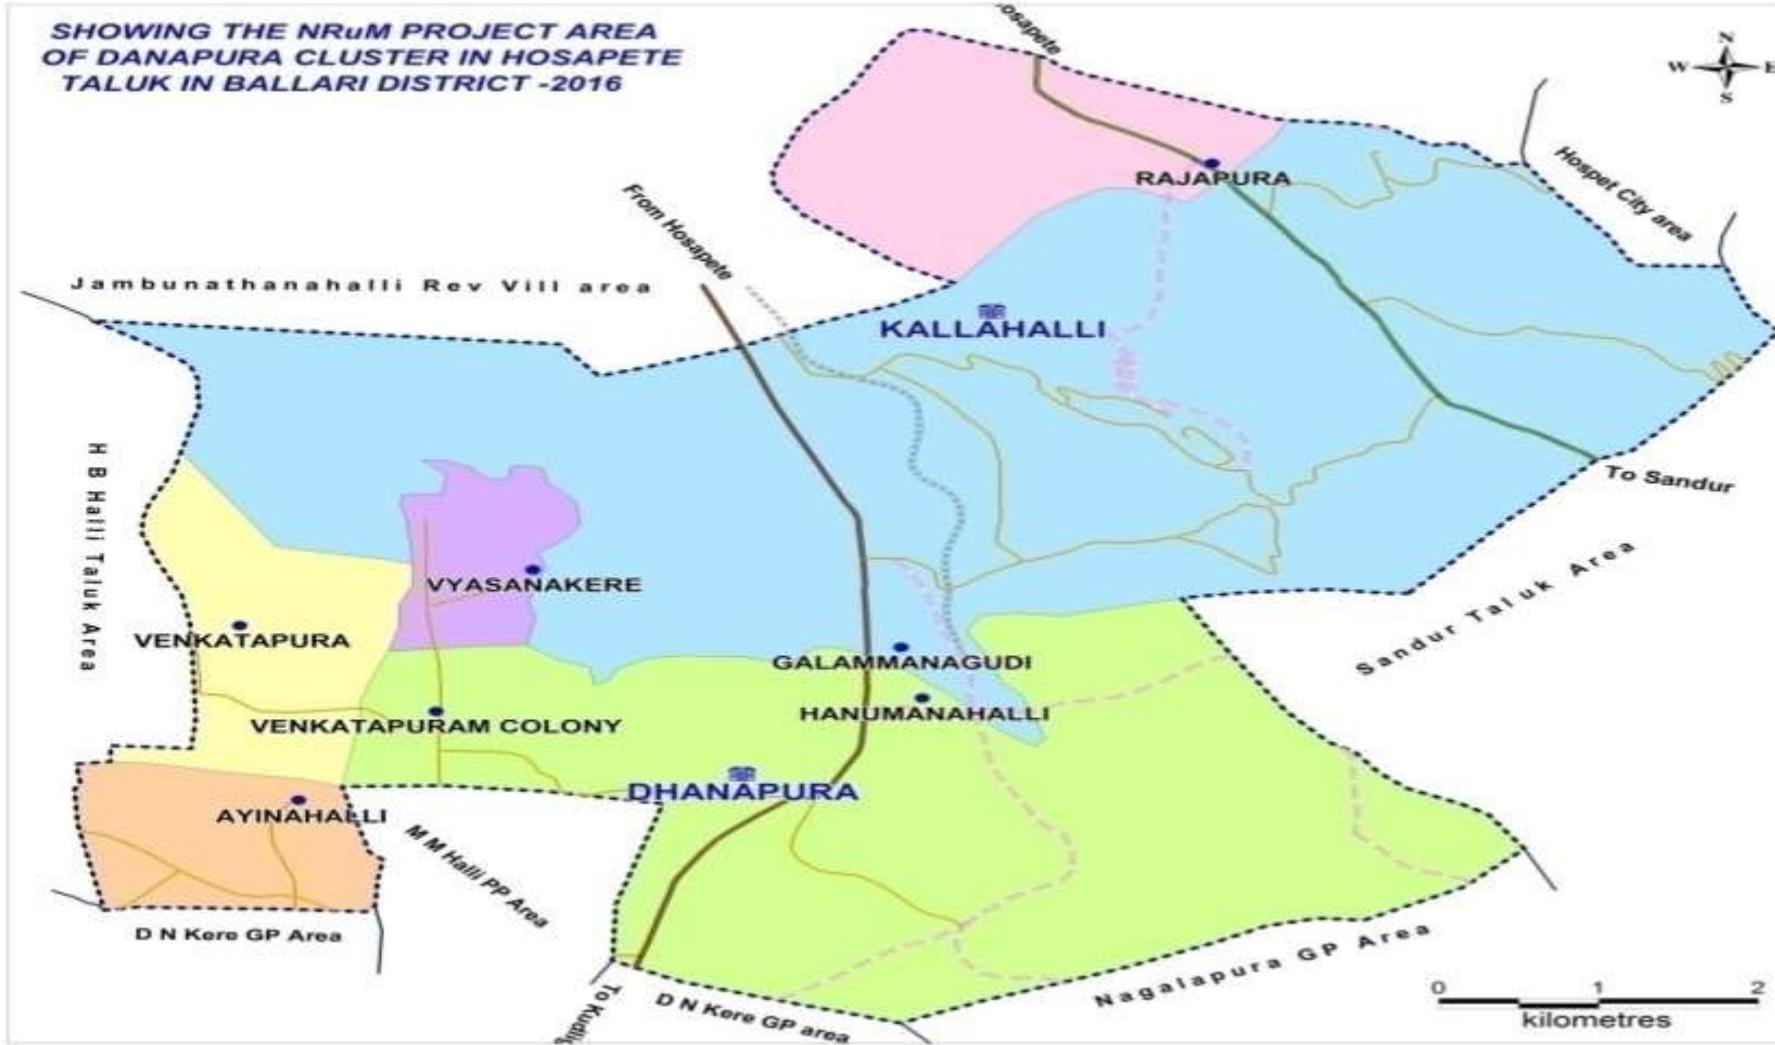 SHOWING THE NRuM PROJECT AREA
OF DANAPURA CLUSTER IN HOSAPETE
TALUK IN BALLARI DISTRICT -2016
osapete
N
W E
S
Hospet City area
RAJAPURA
From Hosapete
Jambunathanahalli Rev Vill area
KALLAHALLI
To Sandur
H B Halli Taluk Area
VYASANAKERE
Sandur Taluk Area
VENKATAPURA
GALAMMANAGUDI
HANUMANAHALLI
VENKATAPURAM COLONY
DHANAPURA
AYINAHALLI
M M Halli PP Area
D N Kere GP Area
Nagalapura GP Area
To Kudlig
D N Kere GP area
0 1 2
kilometres